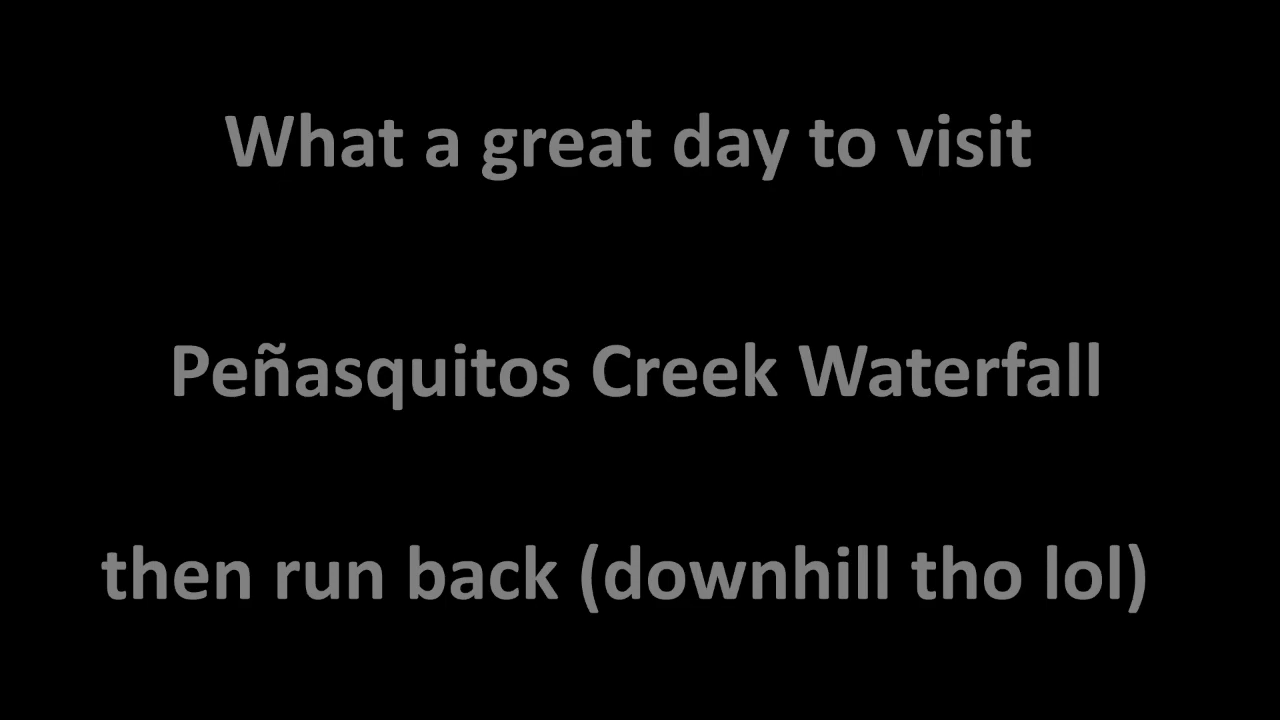 What a great day to visit
Peñasquitos Creek Waterfall
then run back (downhill tho lol)